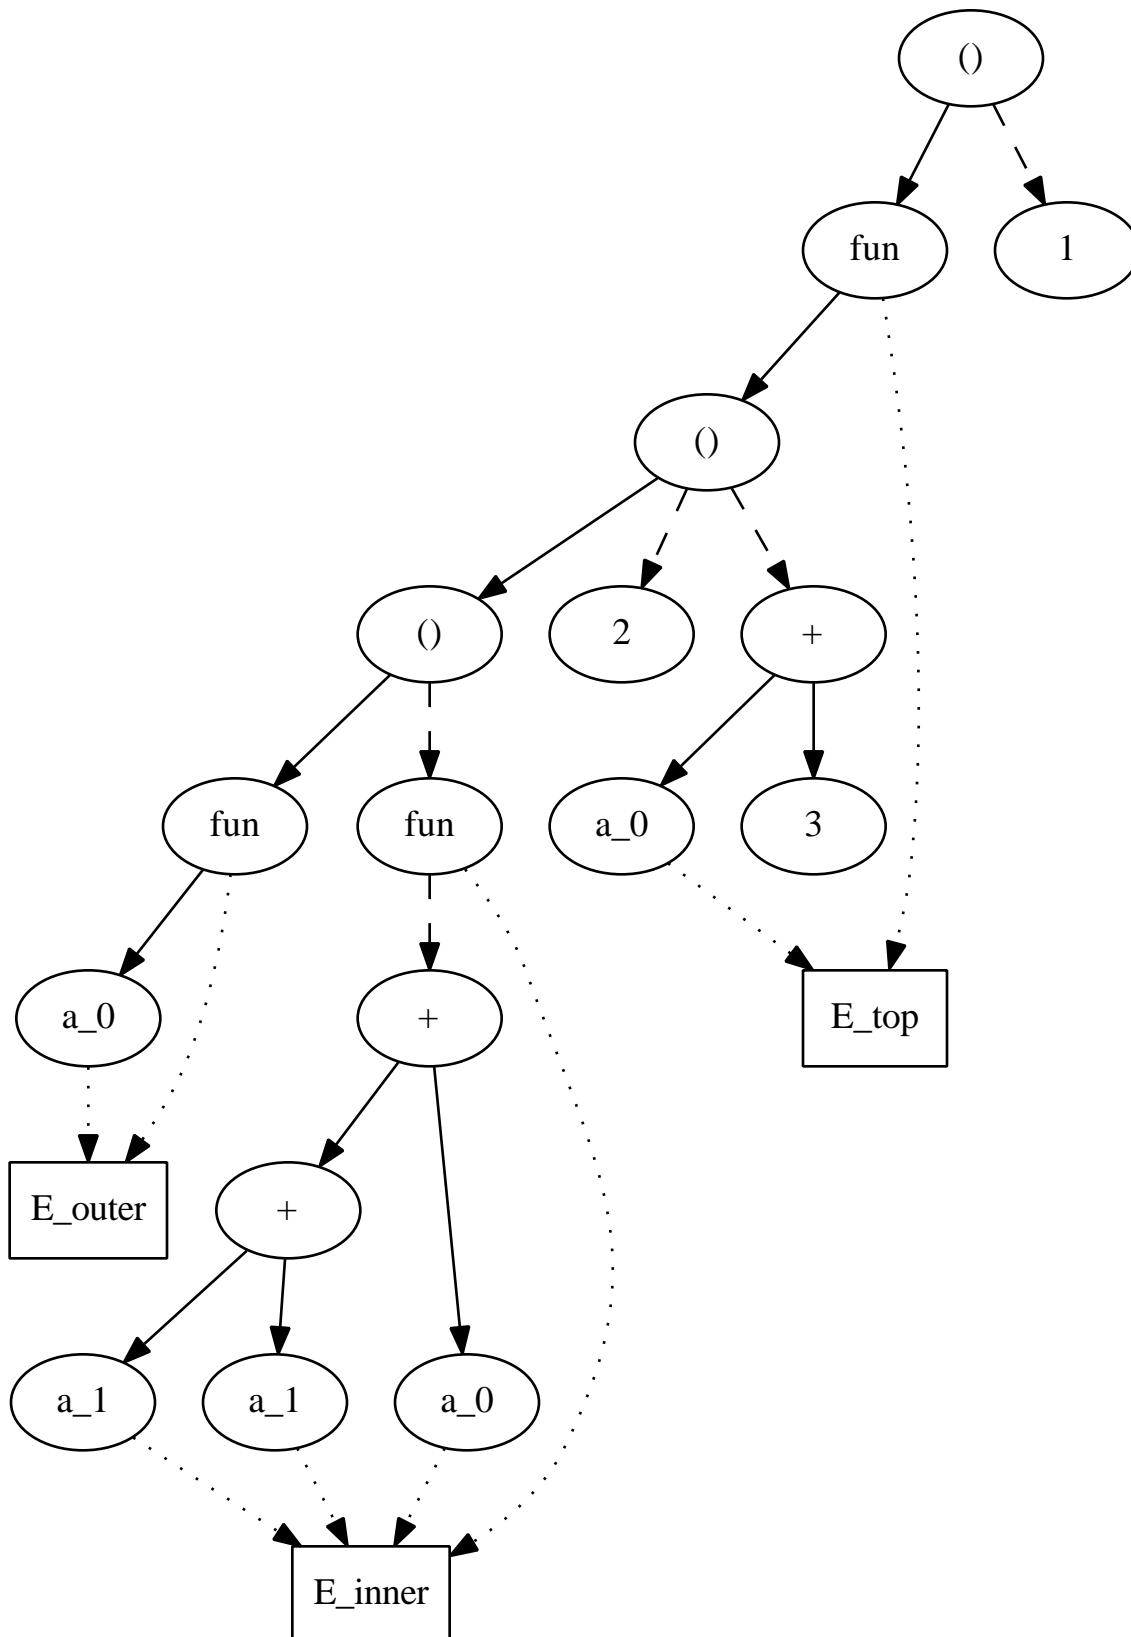 ()
fun
1
()
()
2
+
fun
fun
a_0
3
a_0
+
E_top
E_outer
+
a_1
a_1
a_0
E_inner